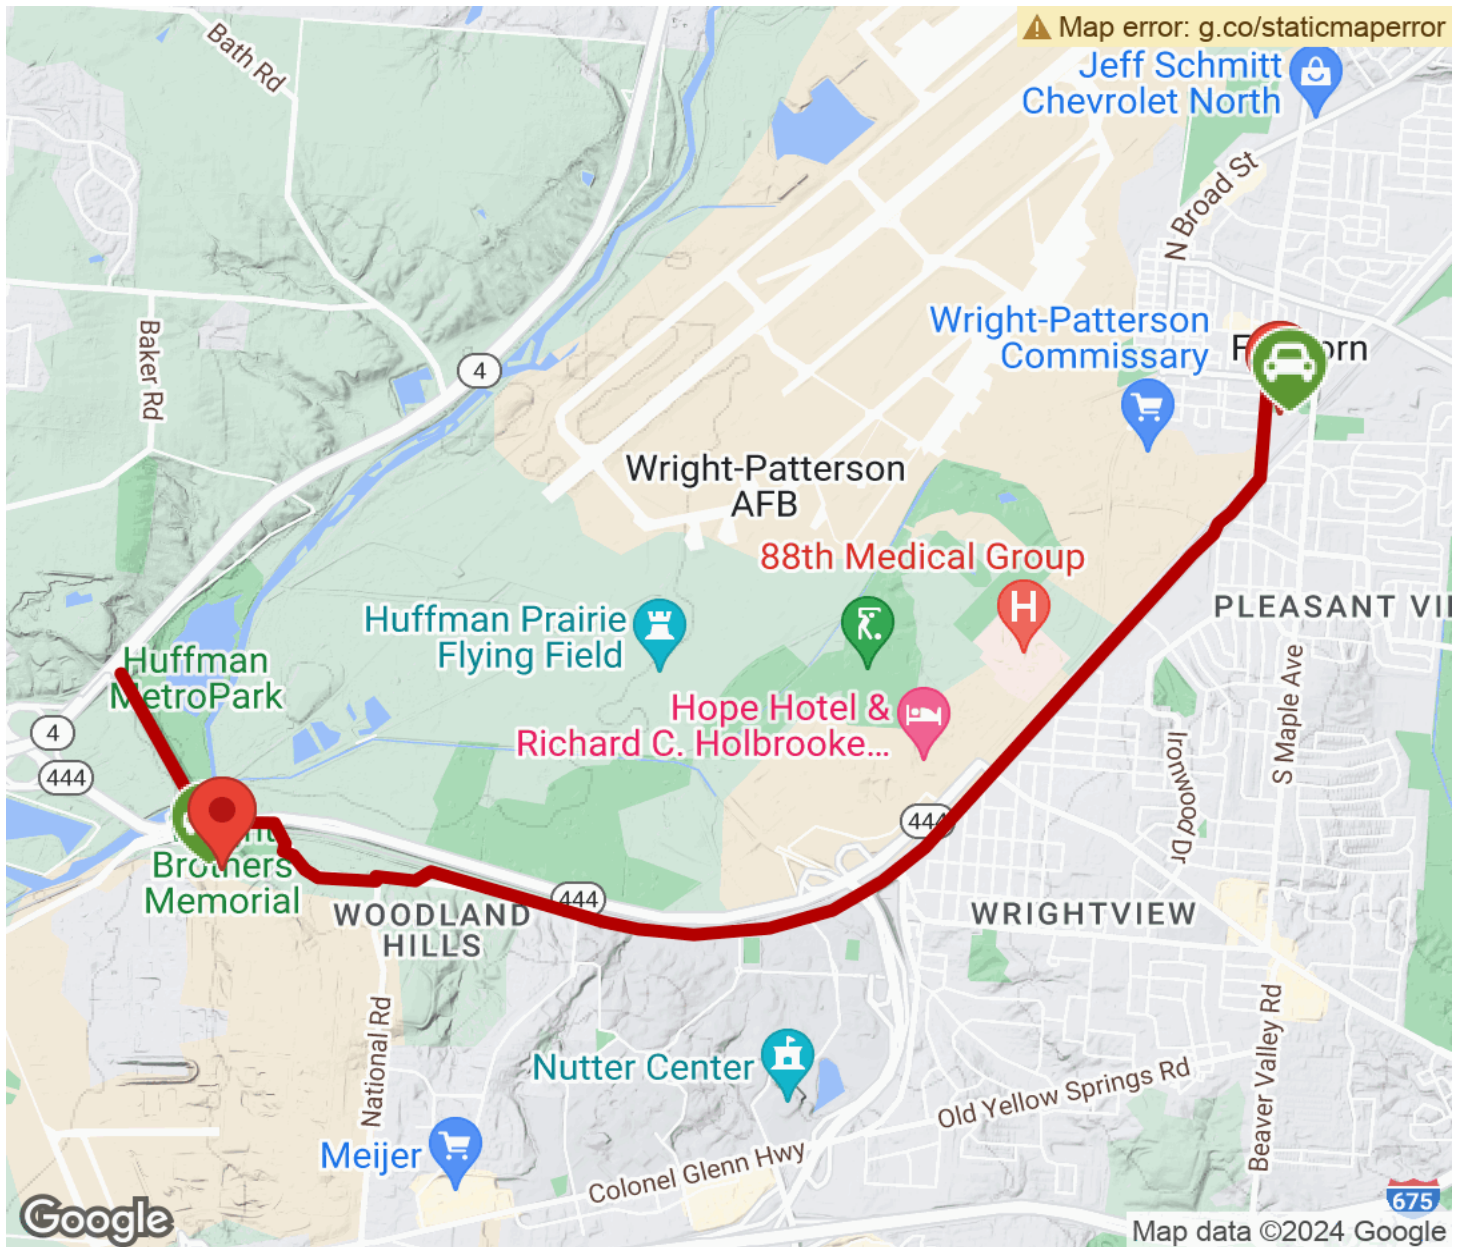 Map error: g.co/staticmaperror
Bath Rd
Jeff Schmitt
Chevrolet North
N Broad St
Baker Rd
4
Wright-Patterson
Commissary
Wright-Patterson
AFB
88th Medical Group
H
Huffman Prairie
Flying Field
PLEASANT
Huffman
MetroPark
Hope Hotel &
Richard C. Holbrooke...
S Maple Ave
Ironwood Dr
4
444
444
Brothers
Memorial
444
WOODLAND
HILLS
WRIGHTVIEW
National Rd
Nutter Center
Old Yellow Springs Rd
Beaver Valley Rd
Meijer
Colonel Glenn Hwy
675
Google
Map data ©2024 Google